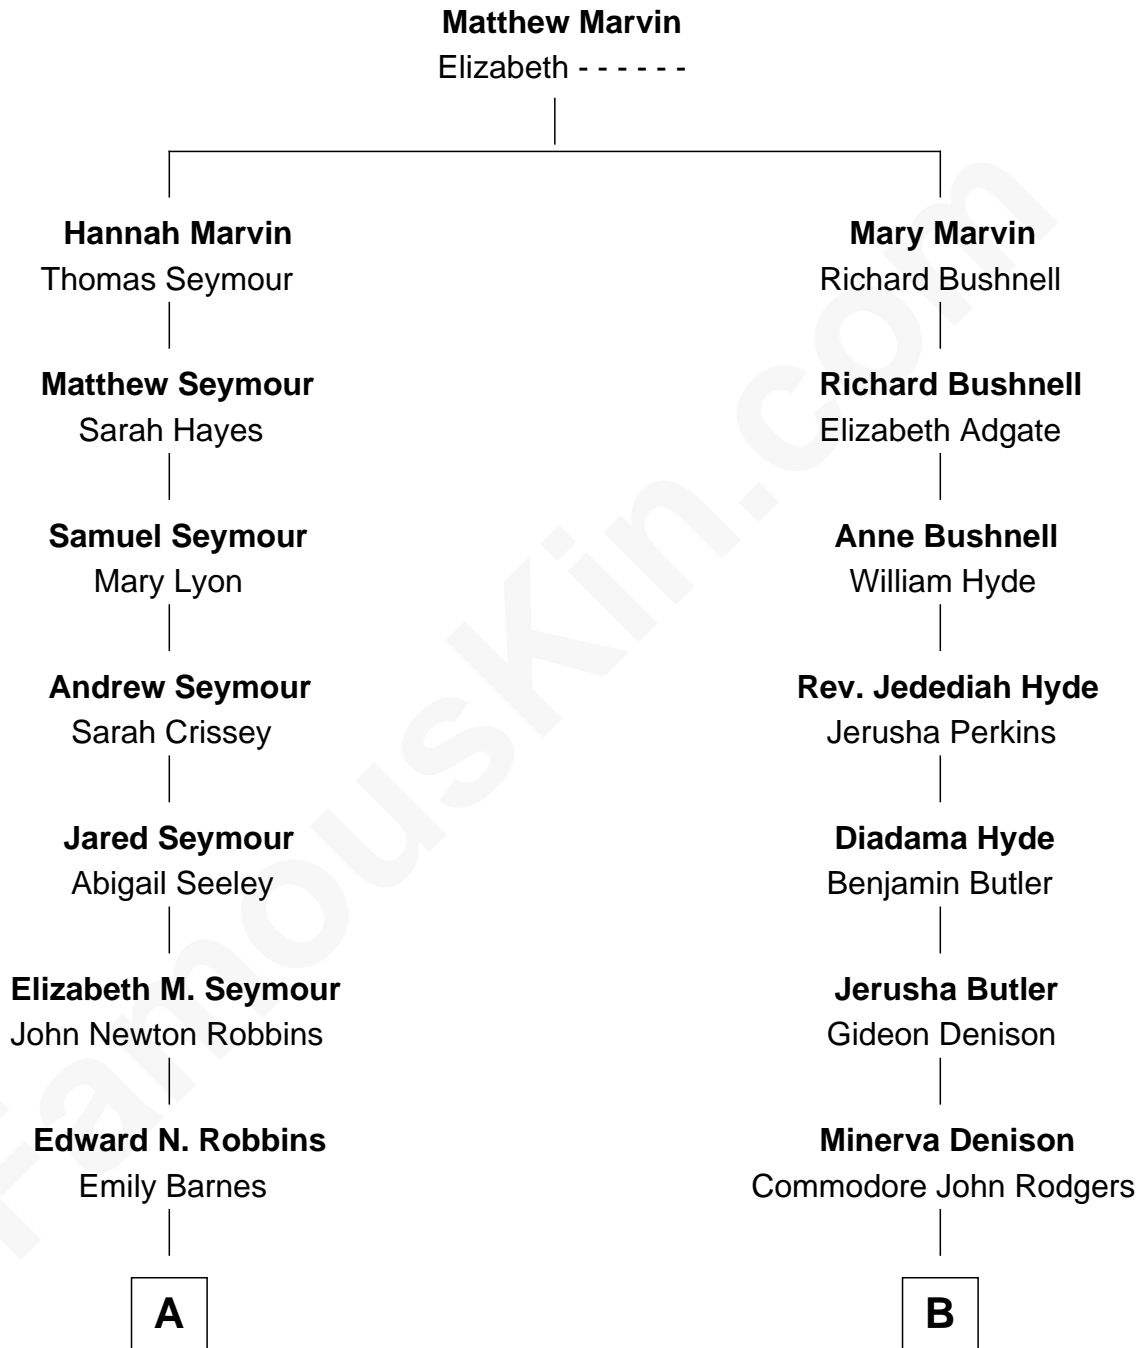 Matthew Marvin
Elizabeth - - - - - -
Hannah Marvin
Thomas Seymour
Matthew Seymour
Sarah Hayes
Samuel Seymour
Mary Lyon
Andrew Seymour
Sarah Crissey
Jared Seymour
Abigail Seeley
Elizabeth M. Seymour
John Newton Robbins
Edward N. Robbins
Emily Barnes
A
Mary Marvin
Richard Bushnell
Richard Bushnell
Elizabeth Adgate
Anne Bushnell
William Hyde
Rev. Jedediah Hyde
Jerusha Perkins
Diadama Hyde
Benjamin Butler
Jerusha Butler
Gideon Denison
Minerva Denison
Commodore John Rodgers
B
FamousKin.com